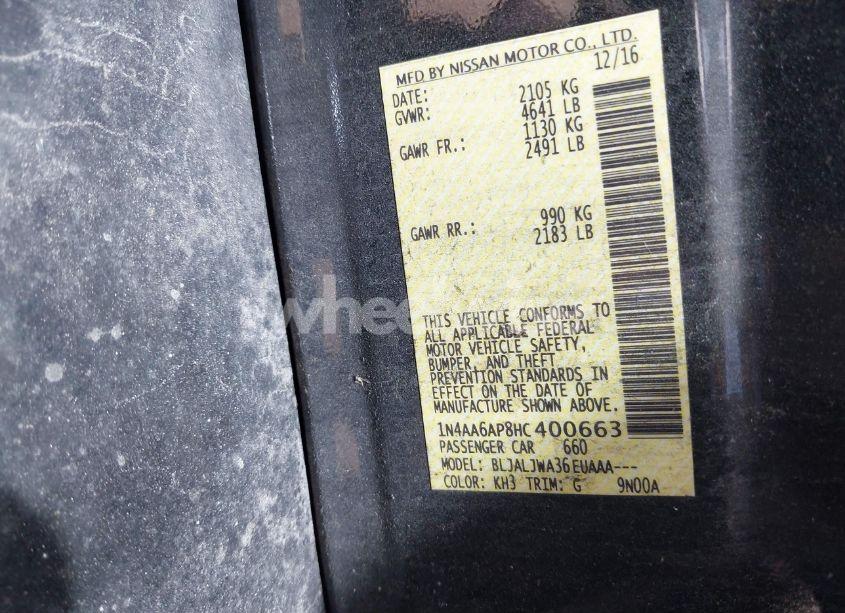 MFD BY NISSAN MOTOR CO., LTD.
DATE: 12/16
GVWR: 2105 KG
4641 LB
GAWR FR.: 1130 KG
2491 LB
GAWR RR.: 990 KG
2183 LB
THIS VEHICLE CONFORMS TO
ALL APPLICABLE FEDERAL
MOTOR VEHICLE SAFETY,
BUMPER, AND THEFT
PREVENTION STANDARDS IN
EFFECT ON THE DATE OF
MANUFACTURE SHOWN ABOVE.
1N4AA6AP8HC400663
PASSENGER CAR 660
MODEL: BLJALJWA36EUAAA---
COLOR: KH3 TRIM: G 9N00A